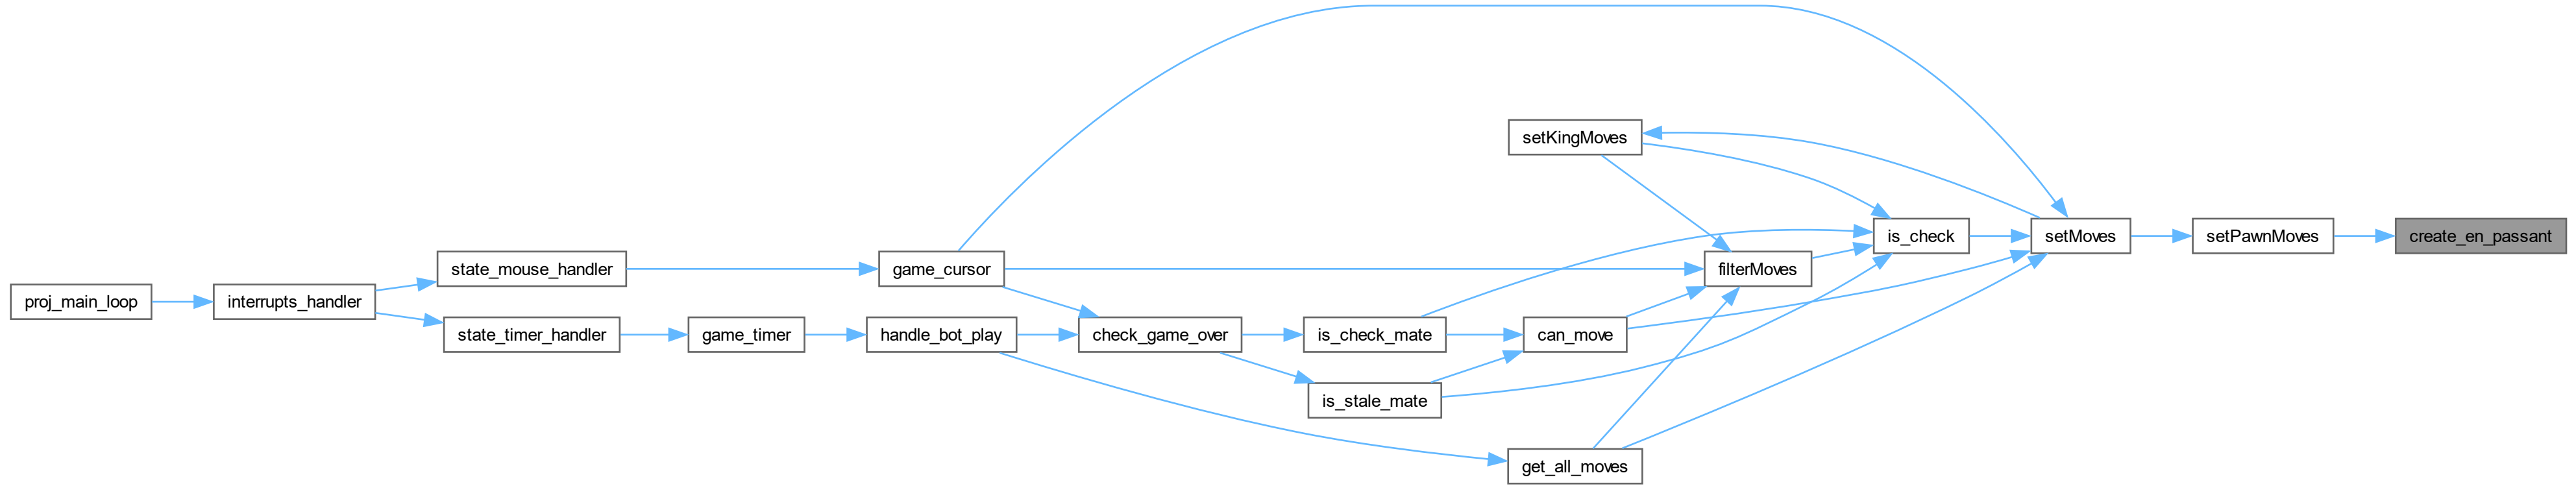 setKingMoves
is_check
setMoves
setPawnMoves
create_en_passant
state_mouse_handler
game_cursor
filterMoves
proj_main_loop
interrupts_handler
state_timer_handler
game_timer
handle_bot_play
check_game_over
is_check_mate
can_move
is_stale_mate
get_all_moves